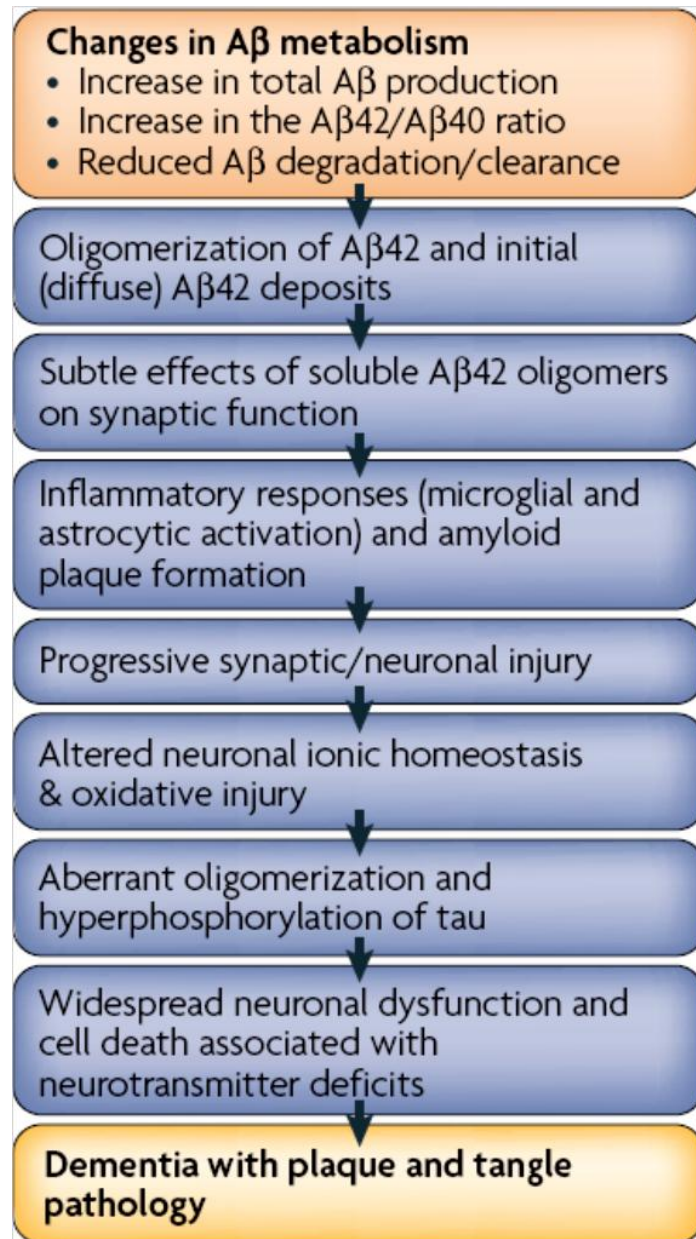 Changes in Aβ metabolism
• Increase in total Aβ production
• Increase in the Aβ42/Aβ40 ratio
• Reduced Aβ degradation/clearance
Oligomerization of Aβ42 and initial
(diffuse) Aβ42 deposits
Subtle effects of soluble Aβ42 oligomers
on synaptic function
Inflammatory responses (microglial and
astrocytic activation) and amyloid
plaque formation
Progressive synaptic/neuronal injury
Altered neuronal ionic homeostasis
& oxidative injury
Aberrant oligomerization and
hyperphosphorylation of tau
Widespread neuronal dysfunction and
cell death associated with
neurotransmitter deficits
Dementia with plaque and tangle
pathology